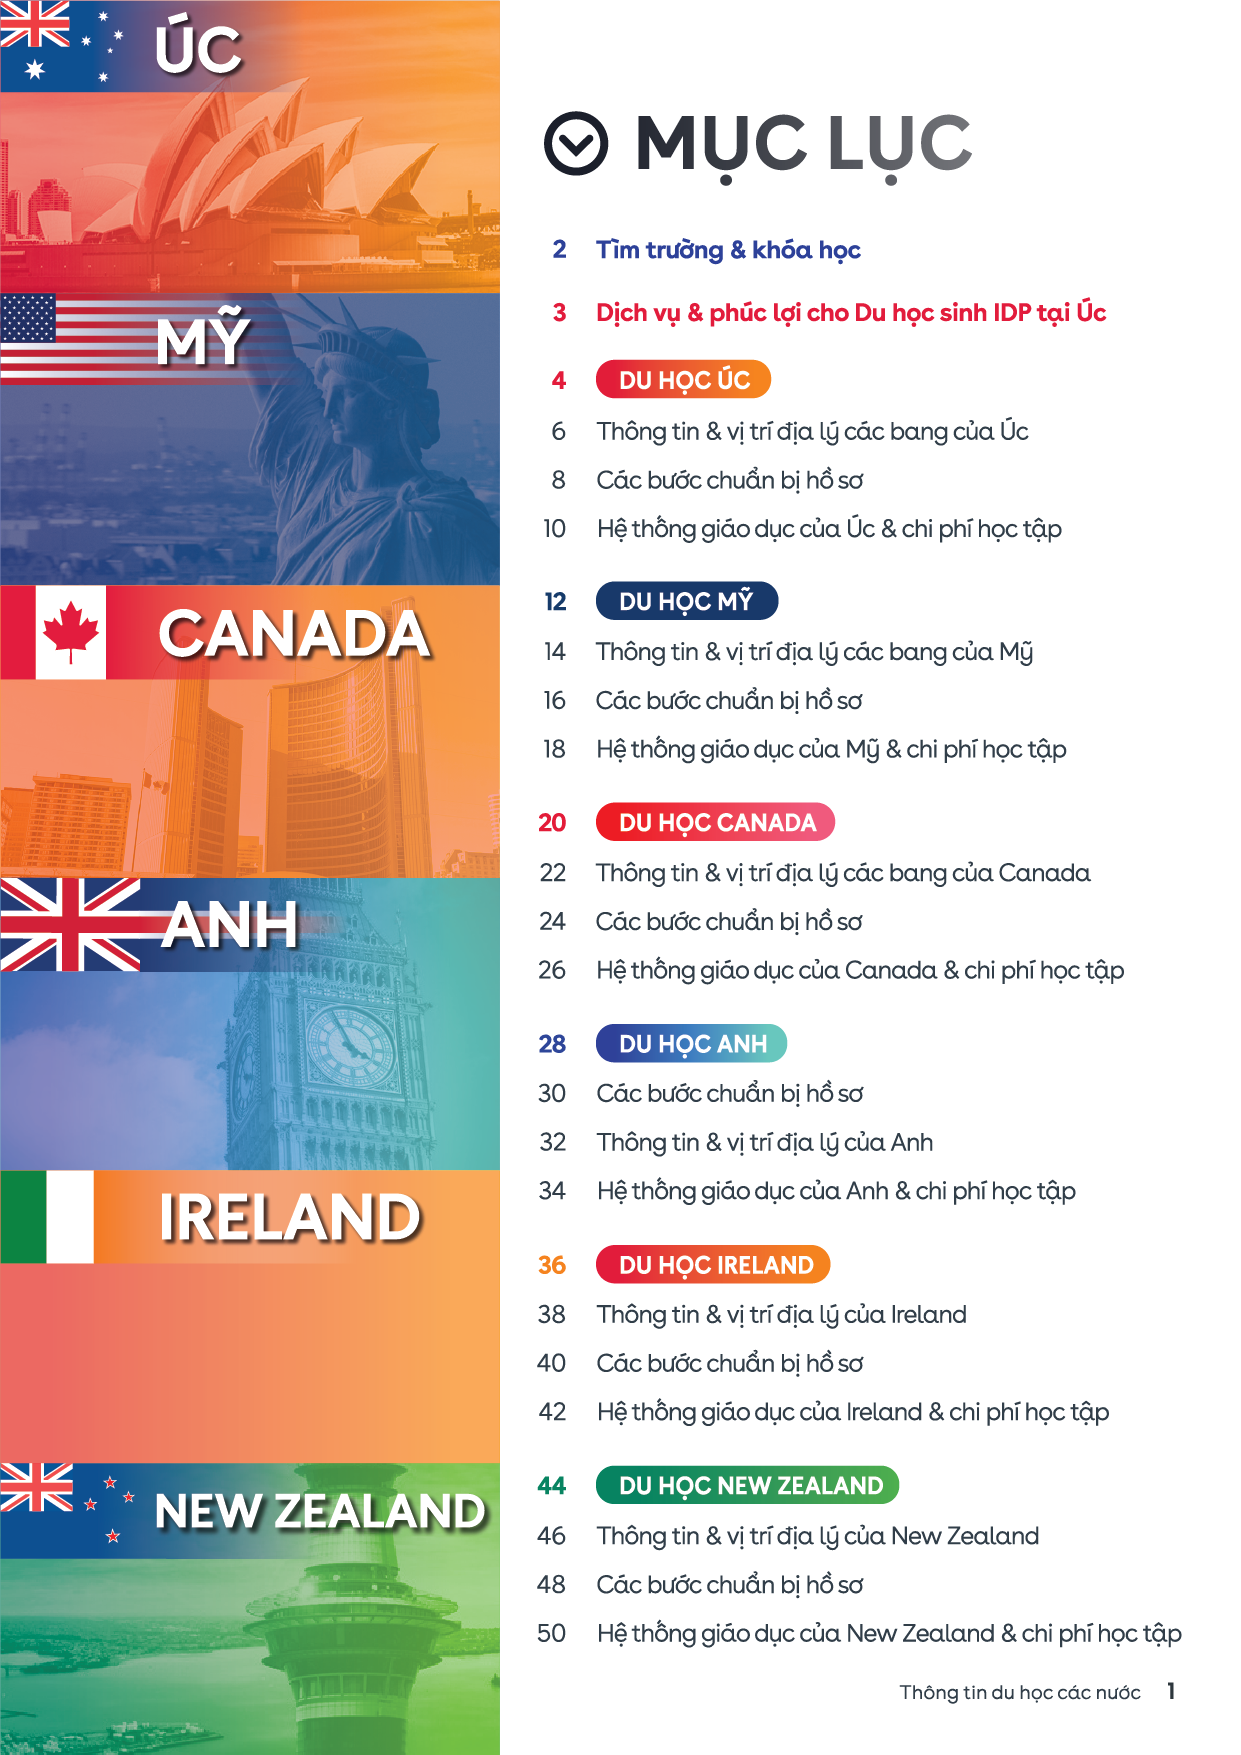 ÚC
MỸ
CANADA
ANH
IRELAND
NEW ZEALAND
MỤC LỤC
2 Tìm trường & khóa học
3 Dịch vụ & phúc lợi cho Du học sinh IDP tại Úc
4 DU HỌC ÚC
6 Thông tin & vị trí địa lý các bang của Úc
8 Các bước chuẩn bị hồ sơ
10 Hệ thống giáo dục của Úc & chi phí học tập
12 DU HỌC MỸ
14 Thông tin & vị trí địa lý các bang của Mỹ
16 Các bước chuẩn bị hồ sơ
18 Hệ thống giáo dục của Mỹ & chi phí học tập
20 DU HỌC CANADA
22 Thông tin & vị trí địa lý các bang của Canada
24 Các bước chuẩn bị hồ sơ
26 Hệ thống giáo dục của Canada & chi phí học tập
28 DU HỌC ANH
30 Các bước chuẩn bị hồ sơ
32 Thông tin & vị trí địa lý của Anh
34 Hệ thống giáo dục của Anh & chi phí học tập
36 DU HỌC IRELAND
38 Thông tin & vị trí địa lý của Ireland
40 Các bước chuẩn bị hồ sơ
42 Hệ thống giáo dục của Ireland & chi phí học tập
44 DU HỌC NEW ZEALAND
46 Thông tin & vị trí địa lý của New Zealand
48 Các bước chuẩn bị hồ sơ
50 Hệ thống giáo dục của New Zealand & chi phí học tập
Thông tin du học các nước 1